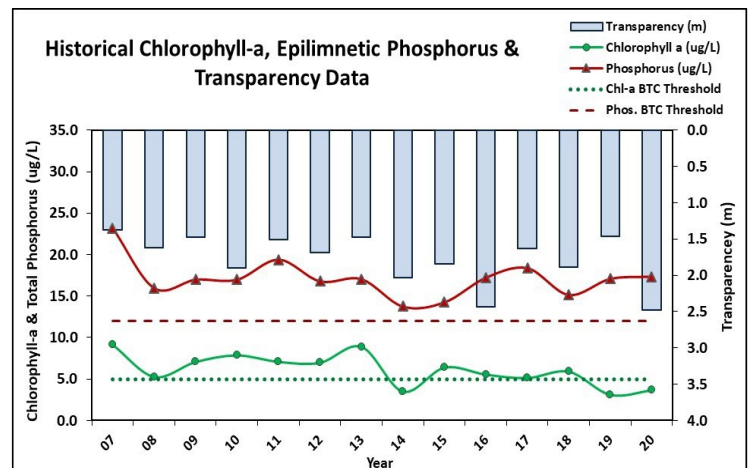 Historical Chlorophyll-a, Epilimnetic Phosphorus &
Transparency Data
Transparency (m)
Chlorophyll a (ug/L)
Phosphorus (ug/L)
Chl-a BTC Threshold
Phos. BTC Threshold
Chlorophyll-a & Total Phosphorus (ug/L)
35.0
30.0
25.0
20.0
15.0
10.0
5.0
0.0
0.0
0.5
1.0
1.5
2.0
2.5
3.0
3.5
4.0
Transparencey (m)
07 08 09 10 11 12 13 14 15 16 17 18 19 20
Year